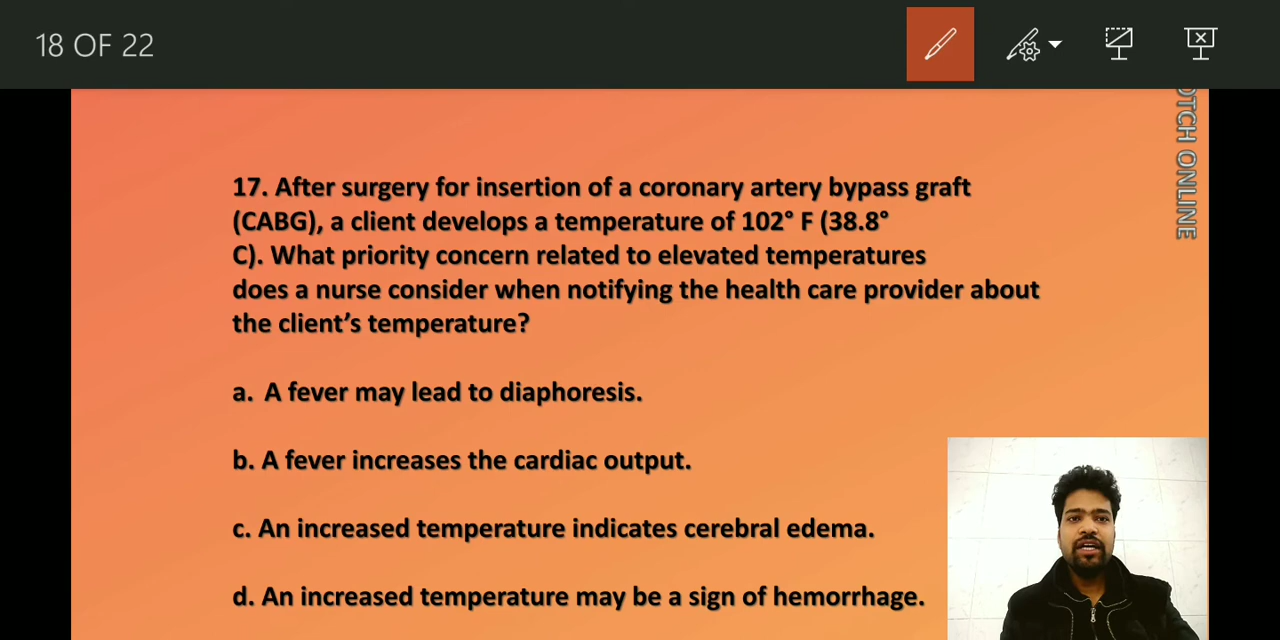 18 OF 22
OTCH ONLINE
17. After surgery for insertion of a coronary artery bypass graft
(CABG), a client develops a temperature of 102° F (38.8°
C). What priority concern related to elevated temperatures
does a nurse consider when notifying the health care provider about
the client's temperature?
a. A fever may lead to diaphoresis.
b. A fever increases the cardiac output.
c. An increased temperature indicates cerebral edema.
d. An increased temperature may be a sign of hemorrhage.